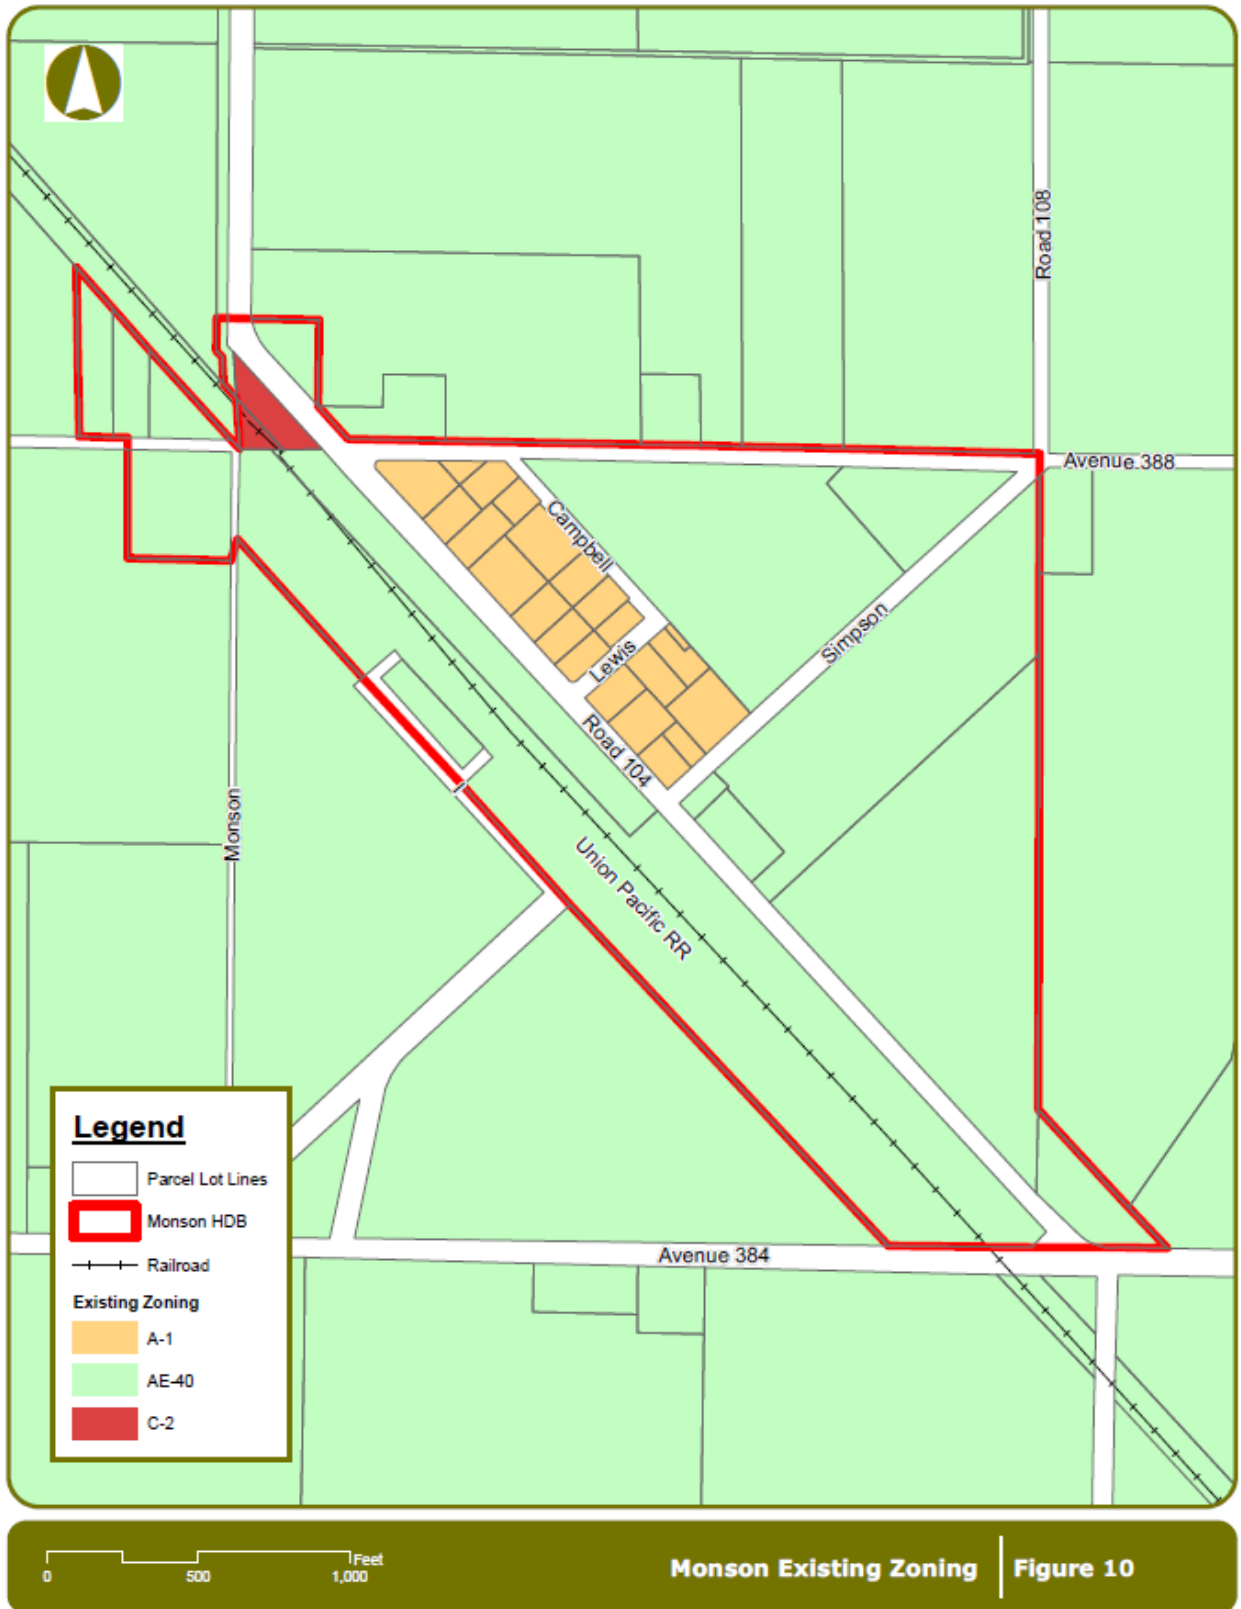 Road 108
Avenue 388
Campbell
Simpson
Lewis
Road 104
Monson
Union Pacific RR
Avenue 384
Legend
Parcel Lot Lines
Monson HDB
Railroad
Existing Zoning
A-1
AE-40
C-2
Feet
0 500 1,000
Monson Existing Zoning
Figure 10